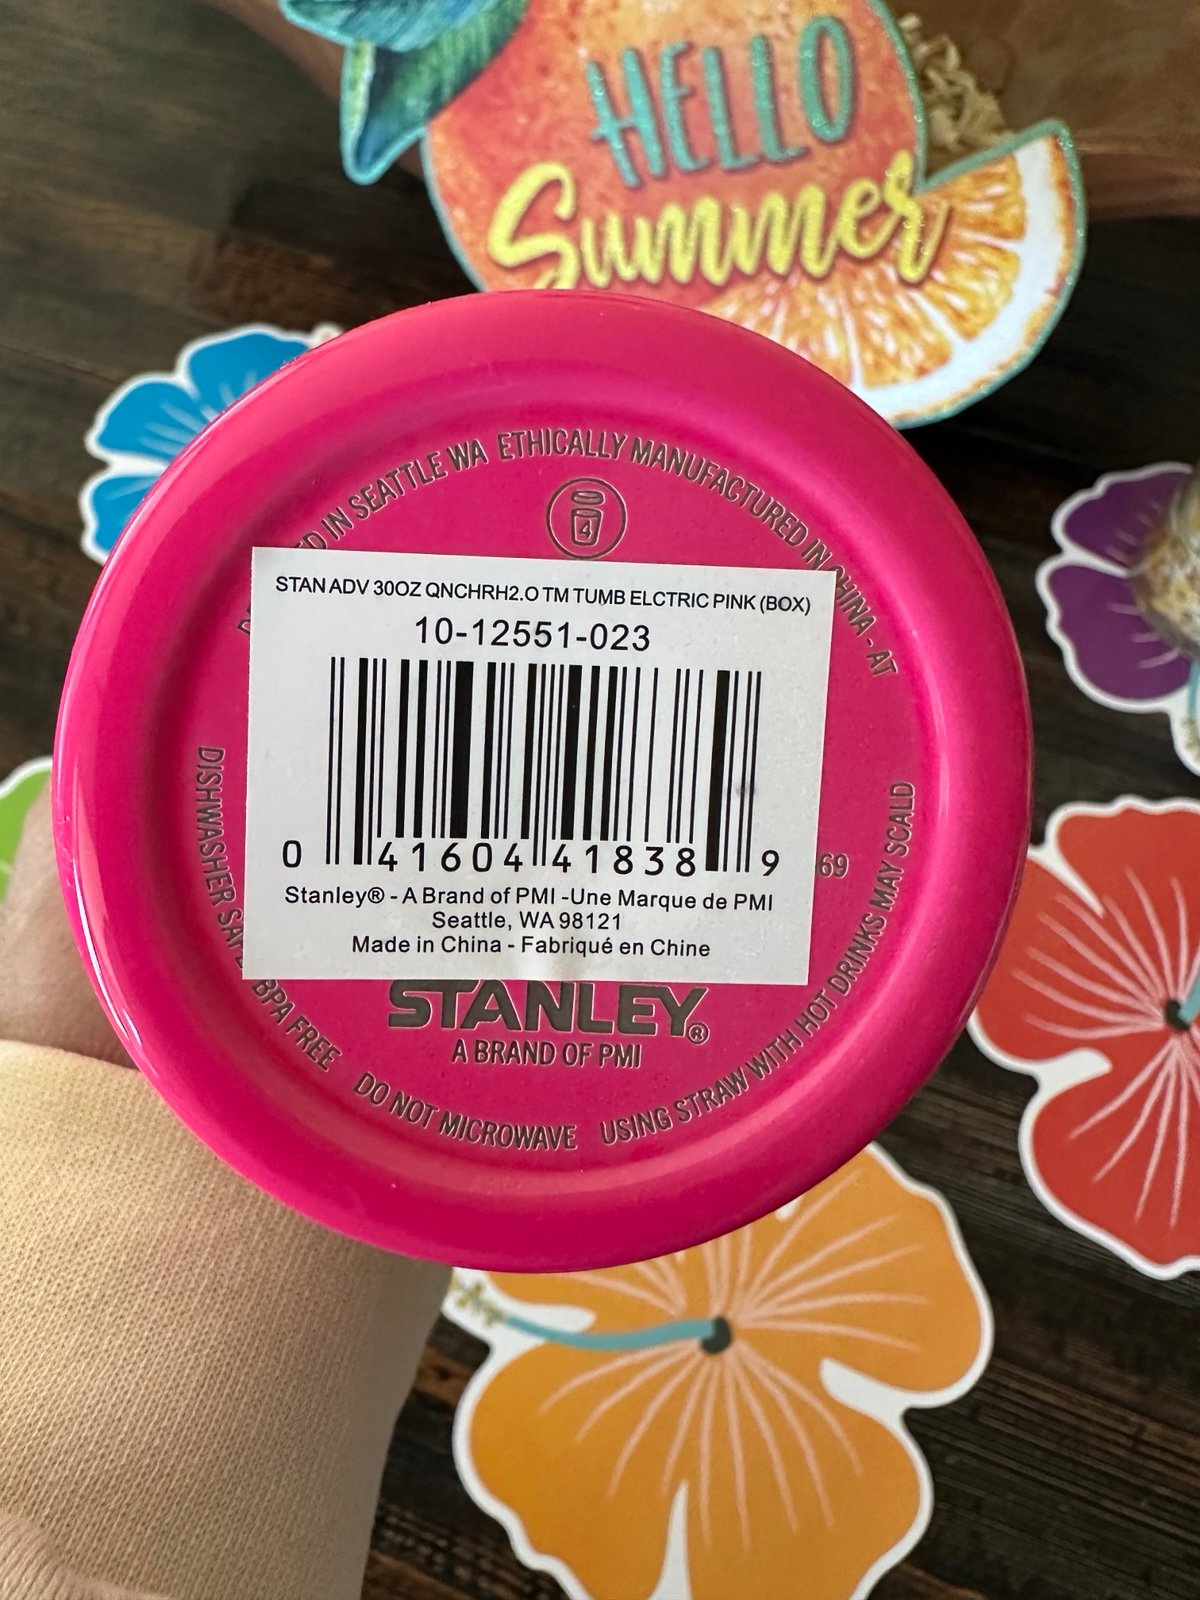 HELLO
Summer
IN SEATTLE WA ETHICALLY MANUFACTURED IN CHINA - AT
4
STAN ADV 30OZ QNCHRH2.O TM TUMB ELCTRIC PINK (BOX)
10-12551-023
0 41604 41838 9
Stanley® - A Brand of PMI -Une Marque de PMI
Seattle, WA 98121
Made in China - Fabriqué en Chine
69
STANLEY®
A BRAND OF PMI
DISHWASHER SAFE BPA FREE DO NOT MICROWAVE USING STRAW WITH HOT DRINKS MAY SCALD